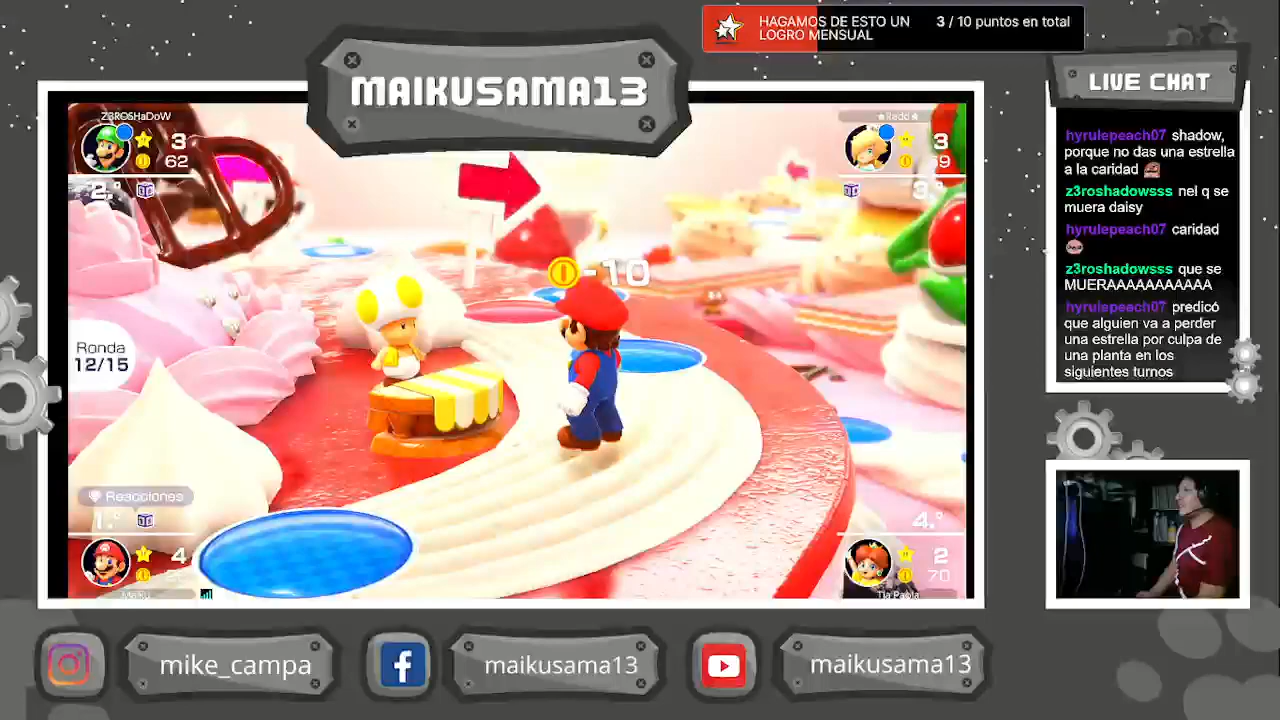 HAGAMOS DE ESTO UN
LOGRO MENSUAL
3 / 10 puntos en total
MAIKUSAMA13
LIVE CHAT
Z3ROSHaDoW
3
62
2.°
★Redd★
3
3.°
-10
Ronda
12/15
Reacciones
1.°
4
4.°
2
70
Tía Paola
hyrulepeach07 shadow,
porque no das una estrella
a la caridad
z3roshadowsss nel q se
muera daisy
hyrulepeach07 caridad
z3roshadowsss que se
MUERAAAAAAAAAAA
hyrulepeach07 predicó
que alguien va a perder
una estrella por culpa de
una planta en los
siguientes turnos
mike_campa
maikusama13
maikusama13